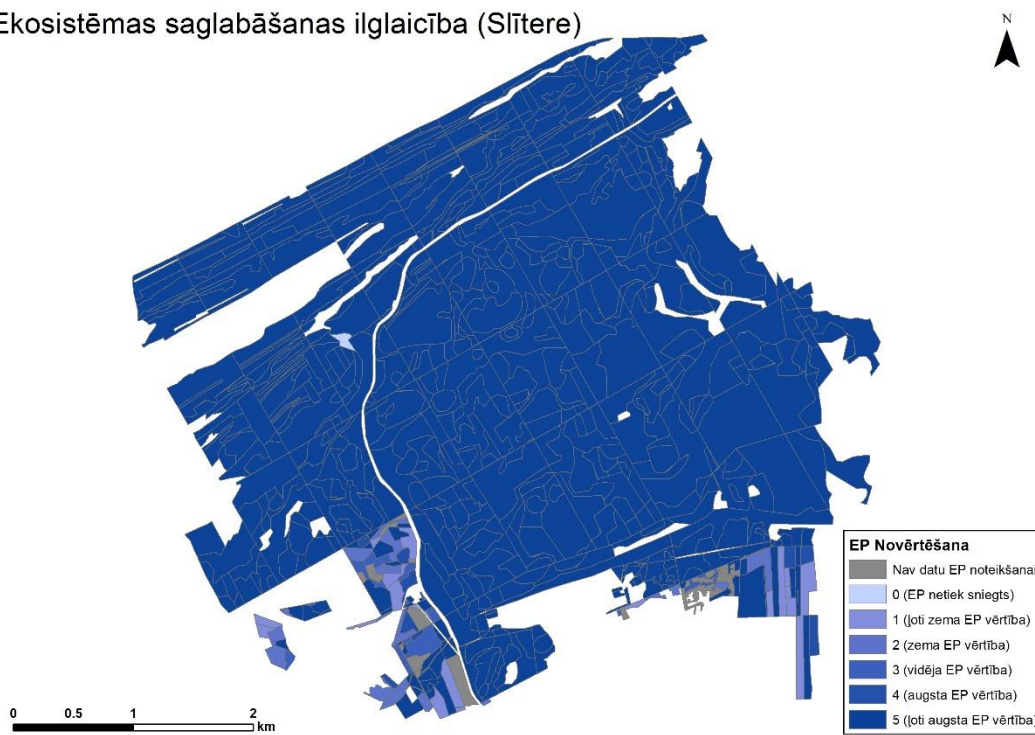 Ekosistēmas saglabāšanas ilglaicība (Slītere)
N
EP Novērtēšana
Nav datu EP noteikšanai
0 (EP netiek sniegts)
1 (ļoti zema EP vērtība)
2 (zema EP vērtība)
3 (vidēja EP vērtība)
4 (augsta EP vērtība)
5 (ļoti augsta EP vērtība)
0 0.5 1 2
km